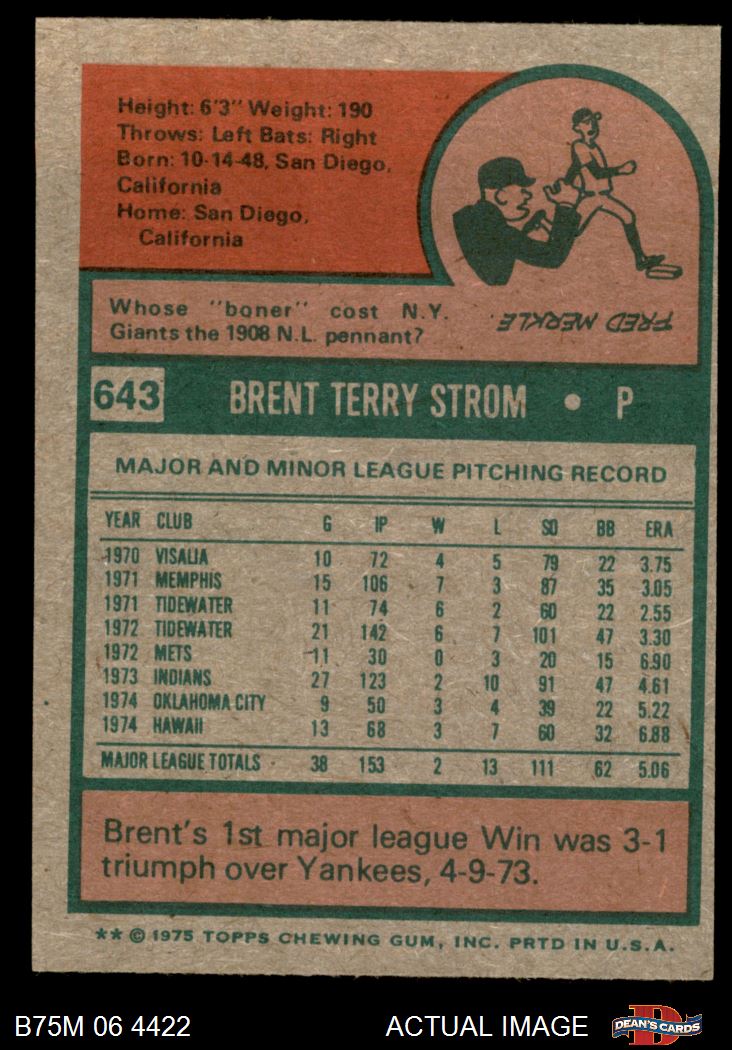 Height: 6'3" Weight: 190
Throws: Left Bats: Right
Born: 10-14-48, San Diego,
California
Home: San Diego,
California
Whose "boner" cost N.Y.
Giants the 1908 N.L. pennant?
FRED MERKLE.
643 BRENT TERRY STROM • P
MAJOR AND MINOR LEAGUE PITCHING RECORD
YEAR CLUB G IP W L SO BB ERA
1970 VISALIA 10 72 4 5 79 22 3.75
1971 MEMPHIS 15 106 7 3 87 35 3.05
1971 TIDEWATER 11 74 6 2 60 22 2.55
1972 TIDEWATER 21 142 6 7 101 47 3.30
1972 METS 11 30 0 3 20 15 6.90
1973 INDIANS 27 123 2 10 91 47 4.61
1974 OKLAHOMA CITY 9 50 3 4 39 22 5.22
1974 HAWAII 13 68 3 7 60 32 6.88
MAJOR LEAGUE TOTALS 38 153 2 13 111 62 5.06
Brent's 1st major league Win was 3-1
triumph over Yankees, 4-9-73.
** © 1975 TOPPS CHEWING GUM, INC. PRTD IN U.S.A.
B75M 06 4422 ACTUAL IMAGE D DEAN'S CARDS